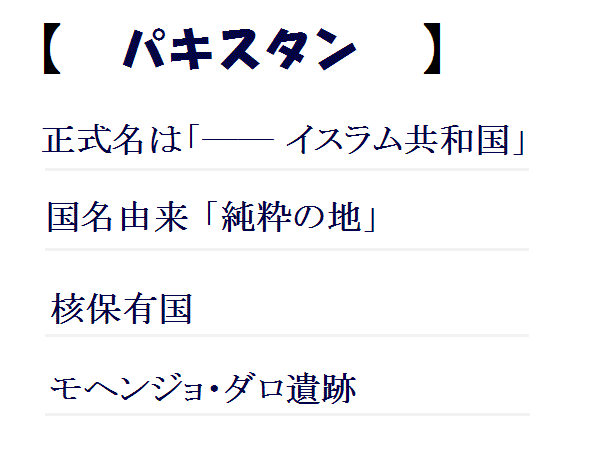 【 パキスタン 】
正式名は「―― イスラム共和国」
国名由来「純粋の地」
核保有国
モヘンジョ・ダロ遺跡